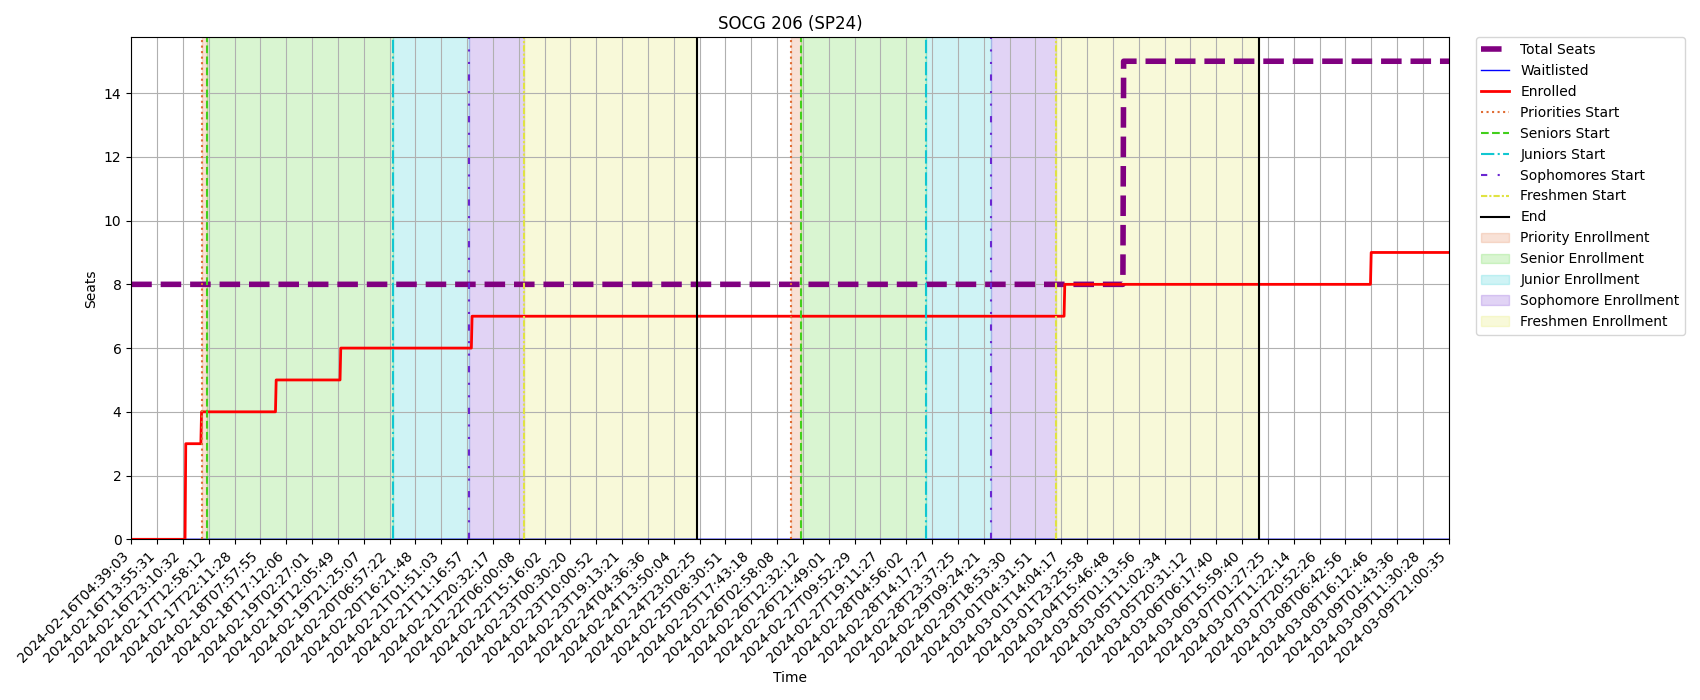 SOCG 206 (SP24)
Seats
14
12
10
8
6
4
2
0
Total Seats
Waitlisted
Enrolled
Priorities Start
Seniors Start
Juniors Start
Sophomores Start
Freshmen Start
End
Priority Enrollment
Senior Enrollment
Junior Enrollment
Sophomore Enrollment
Freshmen Enrollment
2024-02-16T04:39:03
2024-02-16T13:55:31
2024-02-16T23:10:32
2024-02-17T12:58:12
2024-02-17T22:11:28
2024-02-18T07:57:55
2024-02-18T17:12:06
2024-02-19T02:27:01
2024-02-19T12:05:49
2024-02-19T21:25:07
2024-02-20T06:57:22
2024-02-20T16:21:48
2024-02-21T01:51:03
2024-02-21T11:16:57
2024-02-21T20:32:17
2024-02-22T06:00:08
2024-02-22T15:16:02
2024-02-23T00:30:20
2024-02-23T10:00:52
2024-02-23T19:13:21
2024-02-24T04:36:36
2024-02-24T13:50:04
2024-02-24T23:02:25
2024-02-25T08:30:51
2024-02-25T17:43:18
2024-02-26T02:58:08
2024-02-26T12:32:12
2024-02-26T21:49:01
2024-02-27T09:52:29
2024-02-27T19:11:27
2024-02-28T04:56:02
2024-02-28T14:17:27
2024-02-28T23:37:25
2024-02-29T09:24:21
2024-02-29T18:53:30
2024-03-01T04:31:51
2024-03-01T14:04:17
2024-03-01T23:25:58
2024-03-04T15:46:48
2024-03-05T01:13:56
2024-03-05T11:02:34
2024-03-05T20:31:12
2024-03-06T06:17:40
2024-03-06T15:59:40
2024-03-07T01:27:25
2024-03-07T11:22:14
2024-03-07T20:52:26
2024-03-08T06:42:56
2024-03-08T16:12:46
2024-03-09T01:43:36
2024-03-09T11:30:28
2024-03-09T21:00:35
Time